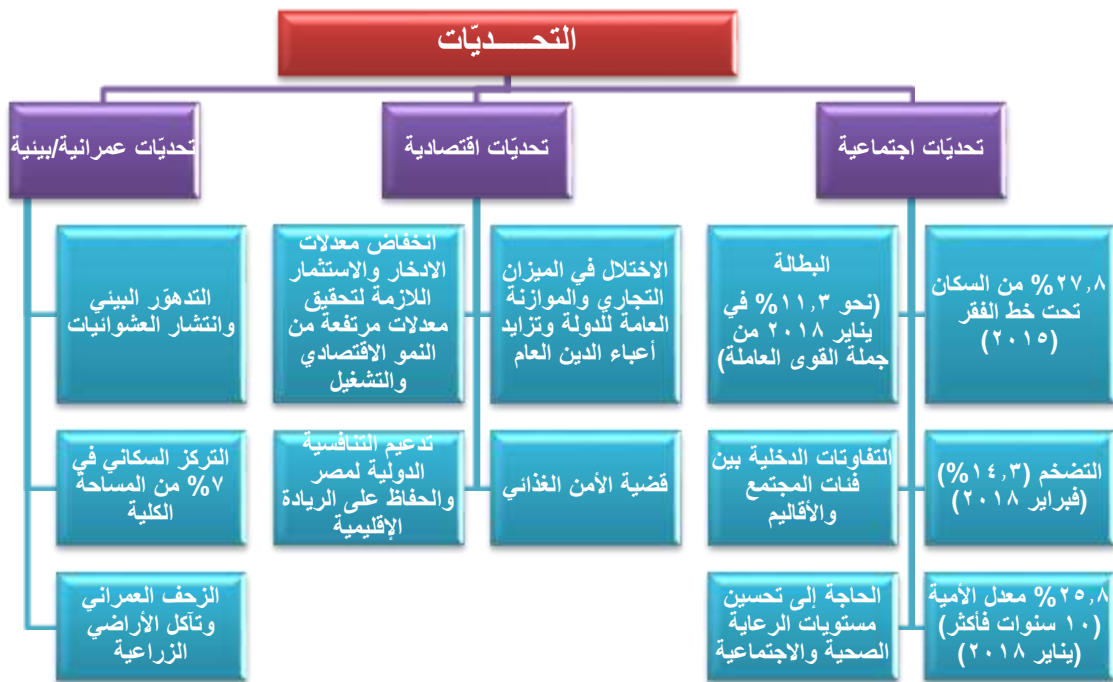 التحـــــديّات
تحديّات اجتماعية
تحديّات اقتصادية
تحديّات عمرانية/بيئية
٢٧,٨% من السكان
تحت خط الفقر
(٢٠١٥)
البطالة
(نحو ١١,٣% في
يناير ٢٠١٨ من
جملة القوى العاملة)
التضخم (١٤,٣%)
(فبراير ٢٠١٨)
التفاوتات الدخلية بين
فئات المجتمع
والأقاليم
٢٥,٨% معدل الأمية
(١٠ سنوات فأكثر)
(يناير ٢٠١٨)
الحاجة إلى تحسين
مستويات الرعاية
الصحية والاجتماعية
الاختلال في الميزان
التجاري والموازنة
العامة للدولة وتزايد
أعباء الدين العام
انخفاض معدلات
الادخار والاستثمار
اللازمة لتحقيق
معدلات مرتفعة من
النمو الاقتصادي
والتشغيل
قضية الأمن الغذائي
تدعيم التنافسية
الدولية لمصر
والحفاظ على الريادة
الإقليمية
التدهوّر البيئي
وانتشار العشوائيات
التركز السكاني في
٧% من المساحة
الكلية
الزحف العمراني
وتآكل الأراضي
الزراعية